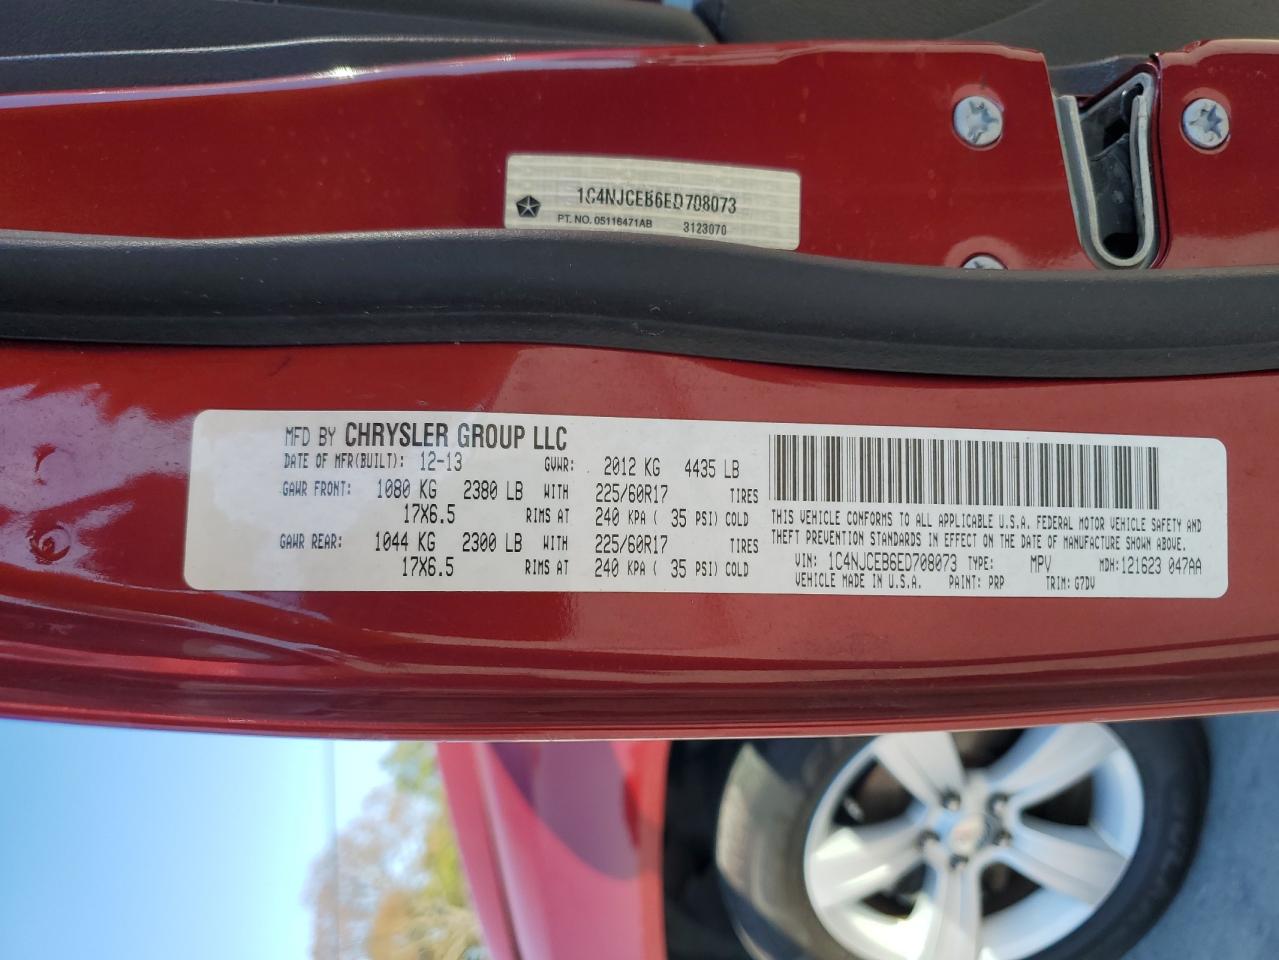 1C4NJCEB6ED708073
PT. NO. 05116471AB 3123070
MFD BY CHRYSLER GROUP LLC
DATE OF MFR(BUILT): 12-13 GVWR: 2012 KG 4435 LB
GAWR FRONT: 1080 KG 2380 LB WITH 225/60R17 TIRES
17X6.5 RIMS AT 240 KPA ( 35 PSI) COLD
GAWR REAR: 1044 KG 2300 LB WITH 225/60R17 TIRES
17X6.5 RIMS AT 240 KPA ( 35 PSI) COLD
THIS VEHICLE CONFORMS TO ALL APPLICABLE U.S.A. FEDERAL MOTOR VEHICLE SAFETY AND
THEFT PREVENTION STANDARDS IN EFFECT ON THE DATE OF MANUFACTURE SHOWN ABOVE.
VIN: 1C4NJCEB6ED708073 TYPE: MPV MDH:121623 047AA
VEHICLE MADE IN U.S.A. PAINT: PRP TRIM: G7DV